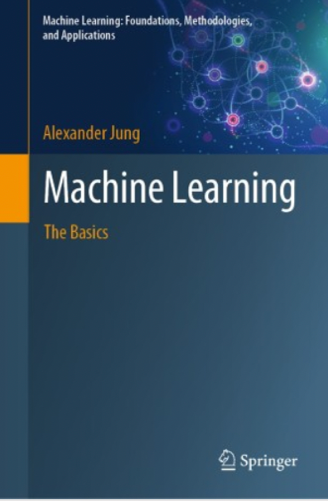 Machine Learning: Foundations, Methodologies,
and Applications
Alexander Jung
Machine Learning
The Basics
Springer